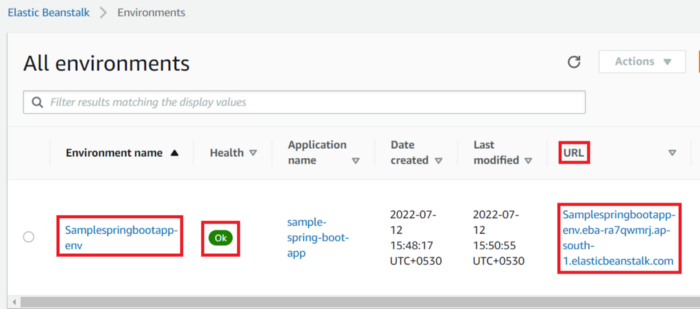 Elastic Beanstalk > Environments
All environments
Actions ▼
Filter results matching the display values
Environment name ▲ Health ▽ Application name ▽ Date created ▽ Last modified ▽ URL ▽
Samplespringbootapp-
env
Ok
sample-
spring-boot-
app
2022-07-
12
15:48:17
UTC+0530
2022-07-
12
15:50:55
UTC+0530
Samplespringbootapp-
env.eba-ra7qwmrj.ap-
south-
1.elasticbeanstalk.com